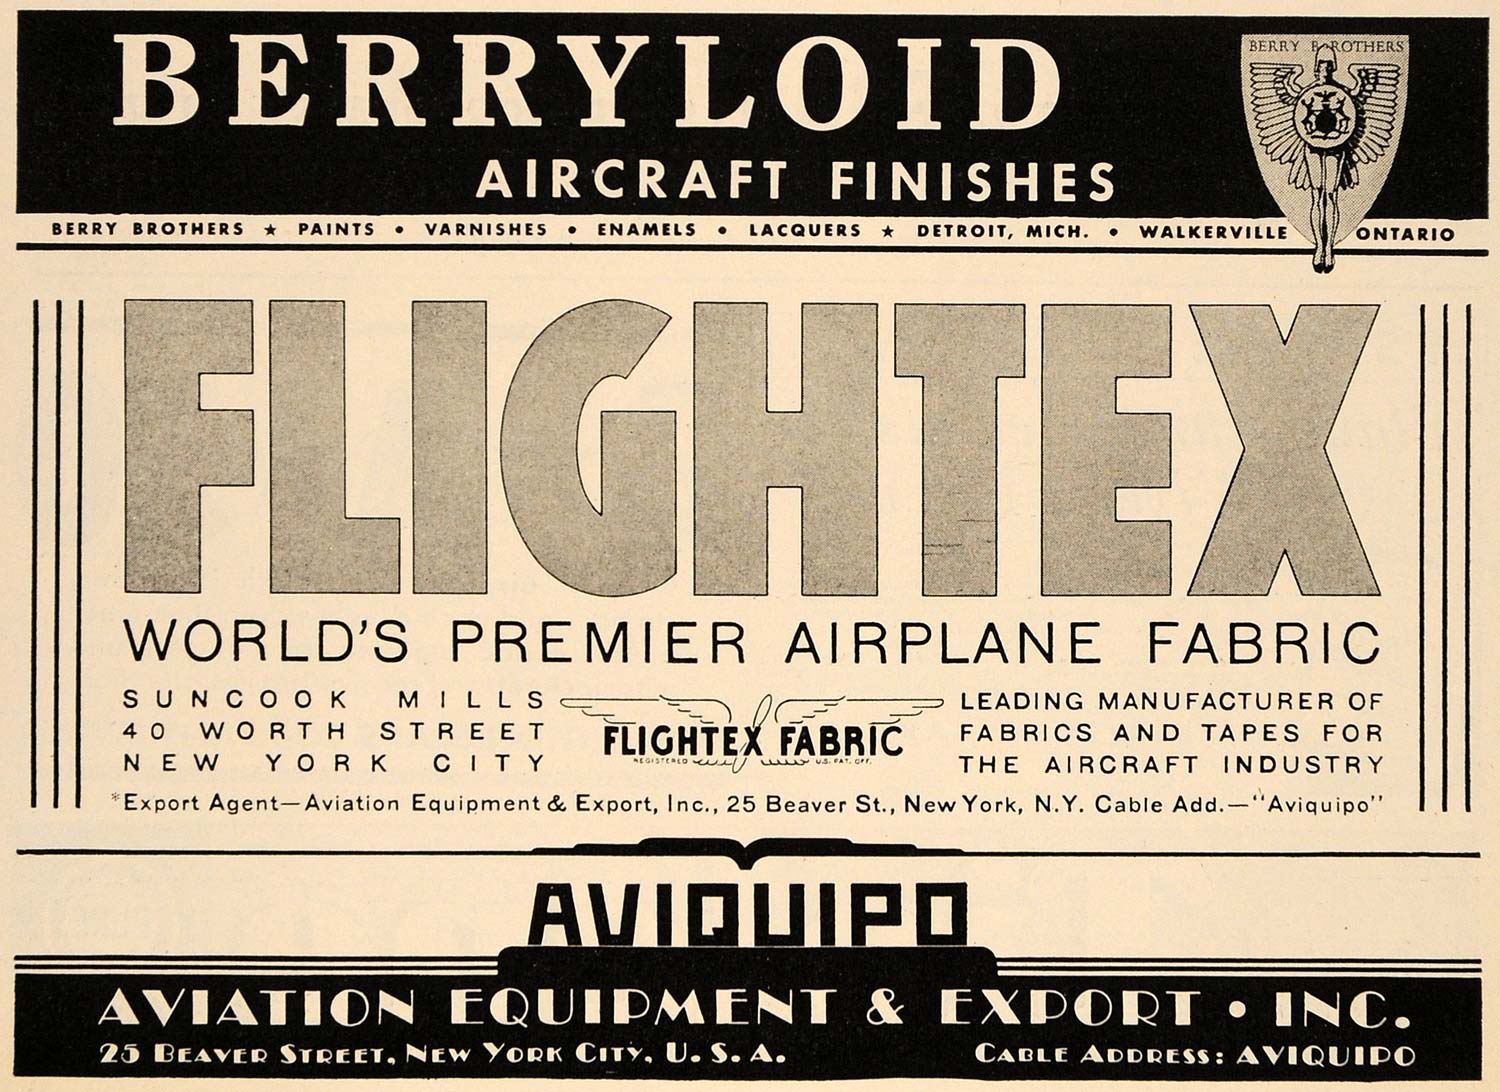 BERRYLOID
BERRY BROTHERS
AIRCRAFT FINISHES
BERRY BROTHERS ★ PAINTS • VARNISHES • ENAMELS • LACQUERS ★ DETROIT, MICH. • WALKERVILLE ONTARIO
FLIGHTEX
WORLD'S PREMIER AIRPLANE FABRIC
SUNCOOK MILLS
40 WORTH STREET
NEW YORK CITY
FLIGHTEX FABRIC
REGISTERED U.S. PAT. OFF.
LEADING MANUFACTURER OF
FABRICS AND TAPES FOR
THE AIRCRAFT INDUSTRY
*Export Agent—Aviation Equipment & Export, Inc., 25 Beaver St., New York, N.Y. Cable Add.—"Aviquipo"
AVIQUIPO
AVIATION EQUIPMENT & EXPORT • INC.
25 BEAVER STREET, NEW YORK CITY, U. S. A. CABLE ADDRESS: AVIQUIPO